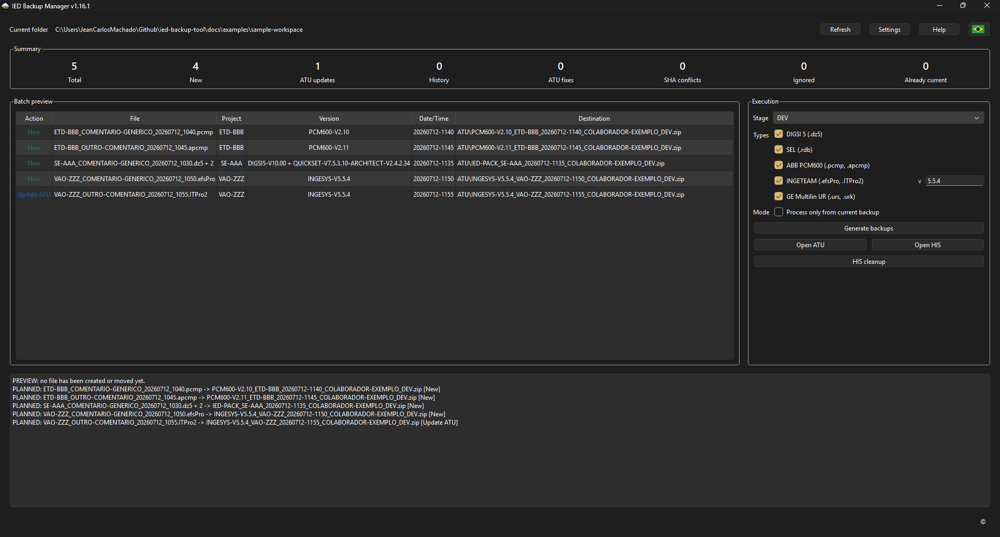 IED Backup Manager v1.16.1
Current folder C:\Users\JeanCarlosMachado\Github\ied-backup-tool\docs\examples\sample-workspace
Refresh Settings Help
Summary
5 4 1 0 0 0 0 0
Total New ATU updates History ATU fixes SHA conflicts Ignored Already current
Batch preview
Action File Project Version Date/Time Destination
New ETD-BBB_COMENTARIO-GENERICO_20260712_1040.pcmp ETD-BBB PCM600-V2.10 20260712-1140 ATU\PCM600-V2.10_ETD-BBB_20260712-1140_COLABORADOR-EXEMPLO_DEV.zip
New ETD-BBB_OUTRO-COMENTARIO_20260712_1045.apcmp ETD-BBB PCM600-V2.11 20260712-1145 ATU\PCM600-V2.11_ETD-BBB_20260712-1145_COLABORADOR-EXEMPLO_DEV.zip
New SE-AAA_COMENTARIO-GENERICO_20260712_1030.dz5 + 2 SE-AAA DIGSI5-V10.00 + QUICKSET-V7.5.3.10-ARCHITECT-V2.4.2.34 20260712-1135 ATU\IED-PACK_SE-AAA_20260712-1135_COLABORADOR-EXEMPLO_DEV.zip
New VAO-ZZZ_COMENTARIO-GENERICO_20260712_1050.efsPro VAO-ZZZ INGESYS-V5.5.4 20260712-1150 ATU\INGESYS-V5.5.4_VAO-ZZZ_20260712-1150_COLABORADOR-EXEMPLO_DEV.zip
Update ATU VAO-ZZZ_OUTRO-COMENTARIO_20260712_1055.ITPro2 VAO-ZZZ INGESYS-V5.5.4 20260712-1155 ATU\INGESYS-V5.5.4_VAO-ZZZ_20260712-1155_COLABORADOR-EXEMPLO_DEV.zip
Execution
Stage DEV
Types DIGSI 5 (.dz5)
SEL (.rdb)
ABB PCM600 (.pcmp, .apcmp)
INGETEAM (.efsPro, .ITPro2) v 5.5.4
GE Multilin UR (.urs, .urk)
Mode Process only from current backup
Generate backups
Open ATU Open HIS
HIS cleanup
PREVIEW: no file has been created or moved yet.
PLANNED: ETD-BBB_COMENTARIO-GENERICO_20260712_1040.pcmp -> PCM600-V2.10_ETD-BBB_20260712-1140_COLABORADOR-EXEMPLO_DEV.zip [New]
PLANNED: ETD-BBB_OUTRO-COMENTARIO_20260712_1045.apcmp -> PCM600-V2.11_ETD-BBB_20260712-1145_COLABORADOR-EXEMPLO_DEV.zip [New]
PLANNED: SE-AAA_COMENTARIO-GENERICO_20260712_1030.dz5 + 2 -> IED-PACK_SE-AAA_20260712-1135_COLABORADOR-EXEMPLO_DEV.zip [New]
PLANNED: VAO-ZZZ_COMENTARIO-GENERICO_20260712_1050.efsPro -> INGESYS-V5.5.4_VAO-ZZZ_20260712-1150_COLABORADOR-EXEMPLO_DEV.zip [New]
PLANNED: VAO-ZZZ_OUTRO-COMENTARIO_20260712_1055.ITPro2 -> INGESYS-V5.5.4_VAO-ZZZ_20260712-1155_COLABORADOR-EXEMPLO_DEV.zip [Update ATU]
©